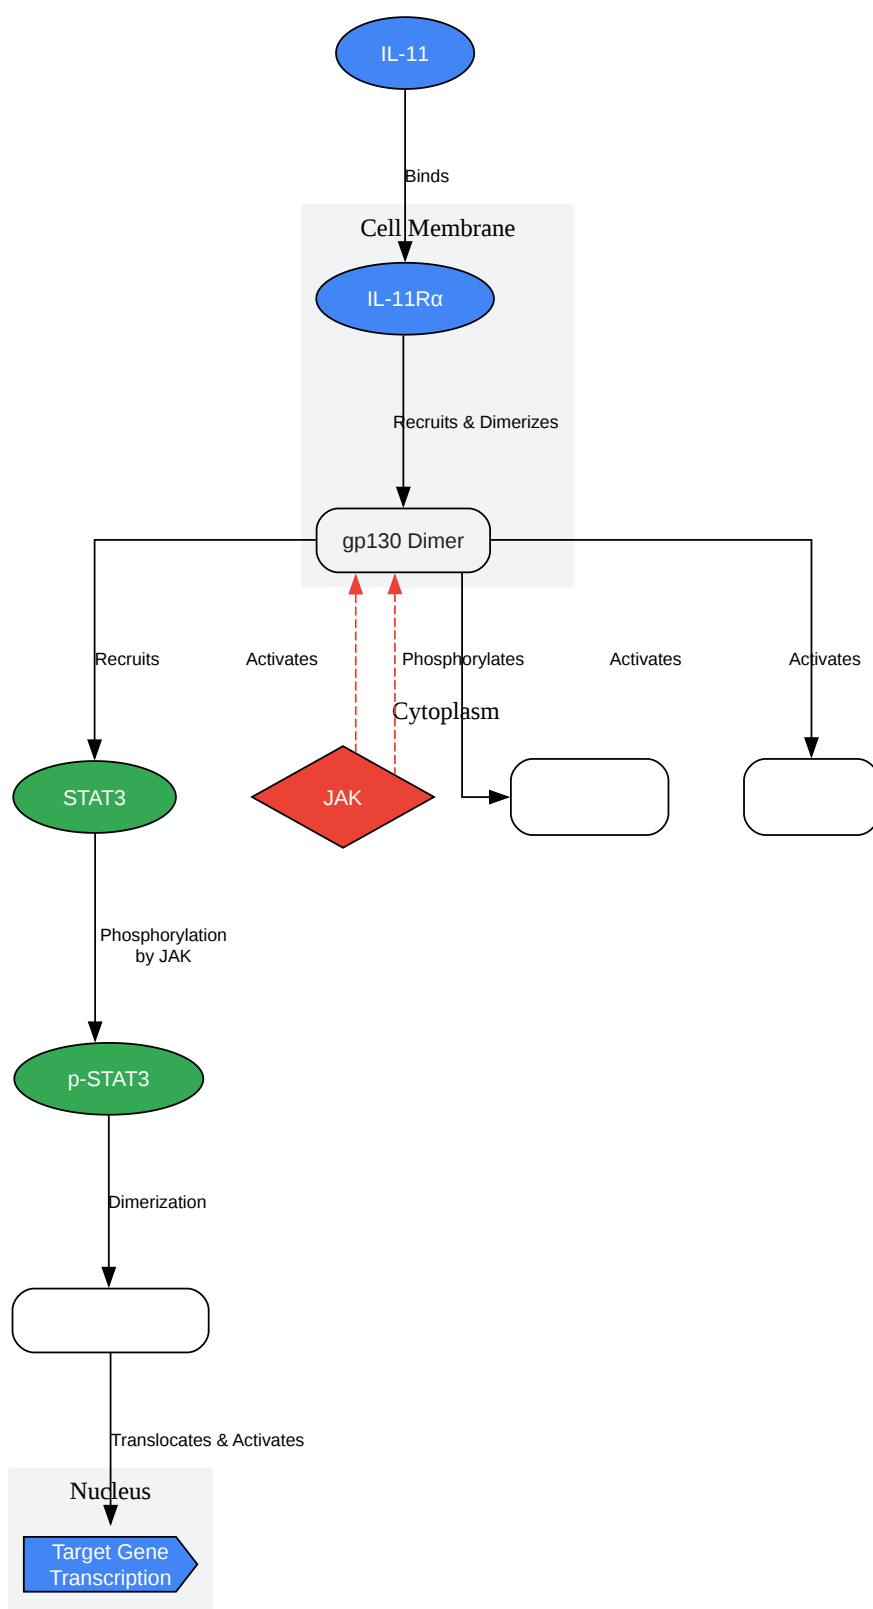 IL-11
Binds
Cell Membrane
IL-11Rα
Recruits & Dimerizes
gp130 Dimer
Recruits
Activates
Phosphorylates
Activates
Activates
Cytoplasm
STAT3
JAK
Phosphorylation
by JAK
p-STAT3
Dimerization
Translocates & Activates
Nucleus
Target Gene
Transcription